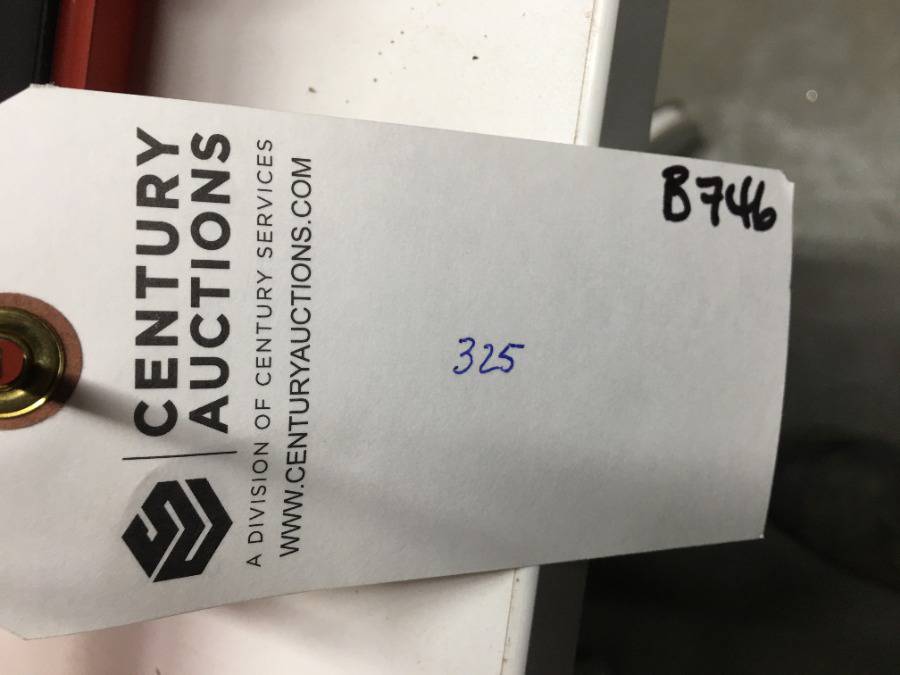 CENTURY
AUCTIONS
A DIVISION OF CENTURY SERVICES
WWW.CENTURYAUCTIONS.COM
325
B746